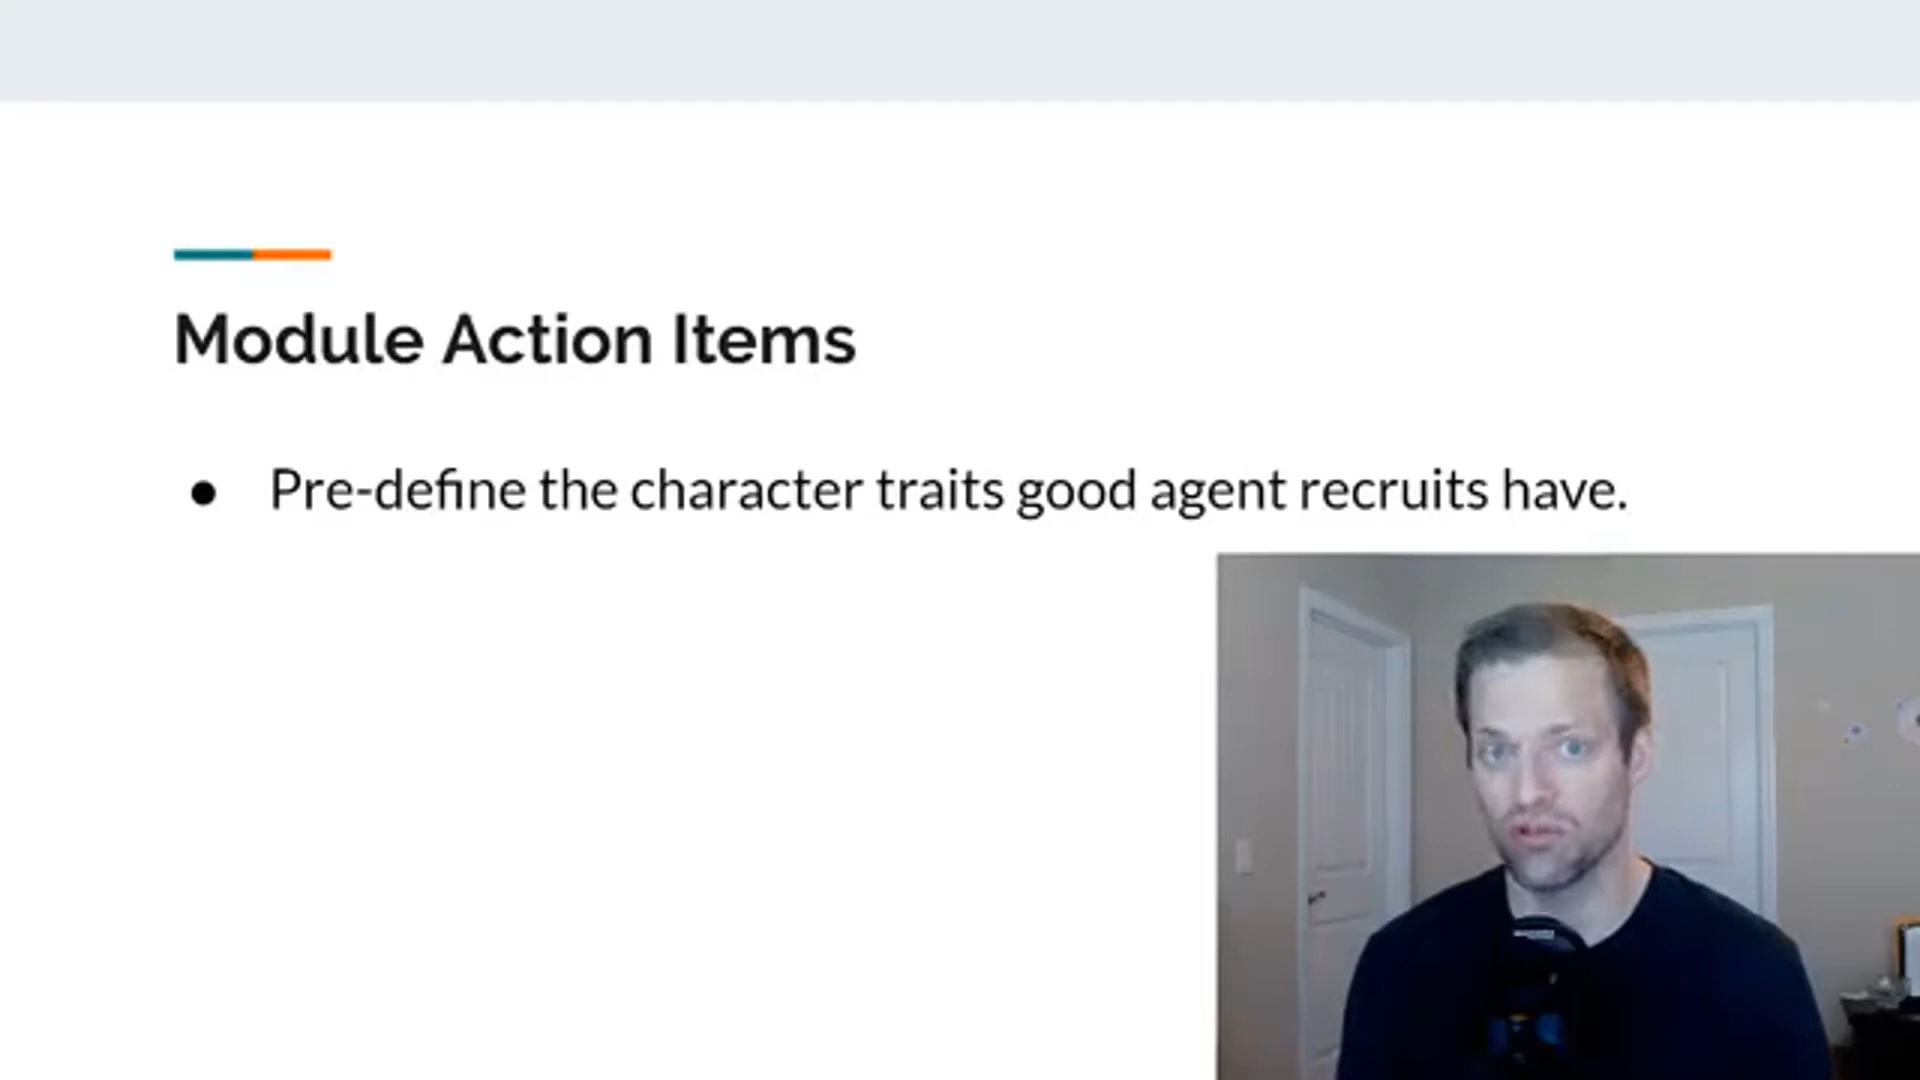 Module Action Items
● Pre-define the character traits good agent recruits have.